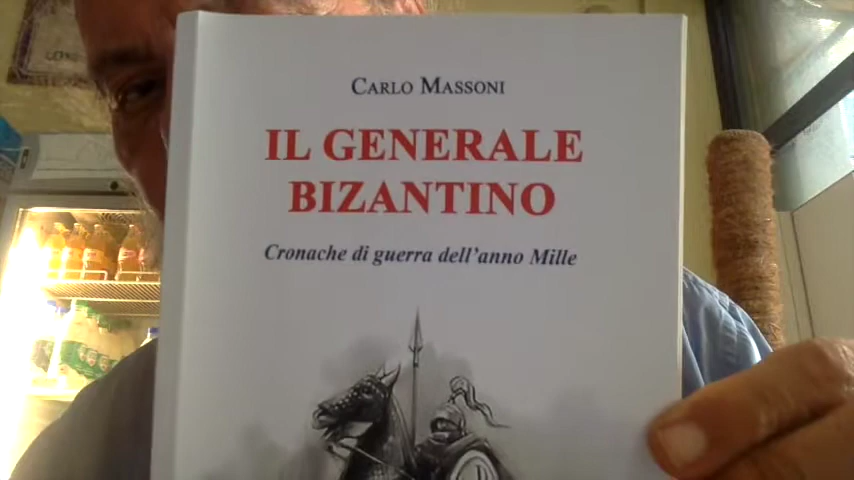 CARLO MASSONI
IL GENERALE
BIZANTINO
Cronache di guerra dell'anno Mille